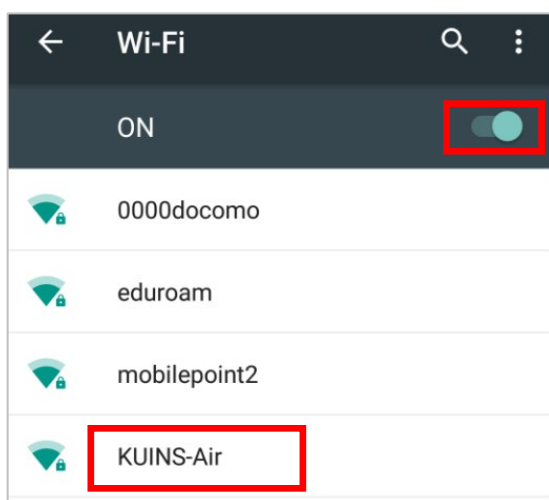 Wi-Fi
ON
0000docomo
eduroam
mobilepoint2
KUINS-Air